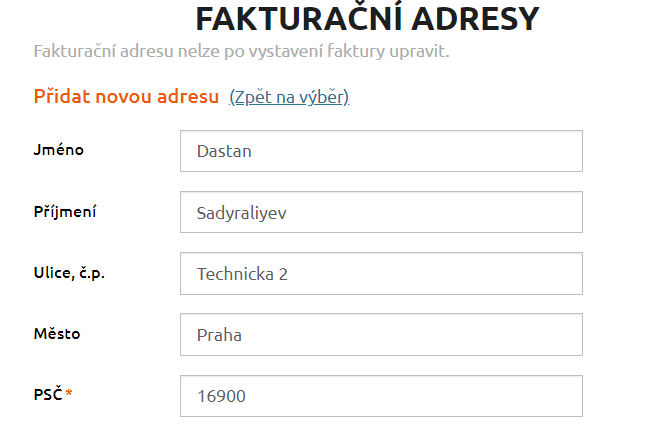 FAKTURAČNÍ ADRESY
Fakturační adresu nelze po vystavení faktury upravit.
Přidat novou adresu (Zpět na výběr)
Jméno Dastan
Příjmení Sadyraliyev
Ulice, č.p. Technicka 2
Město Praha
PSČ * 16900